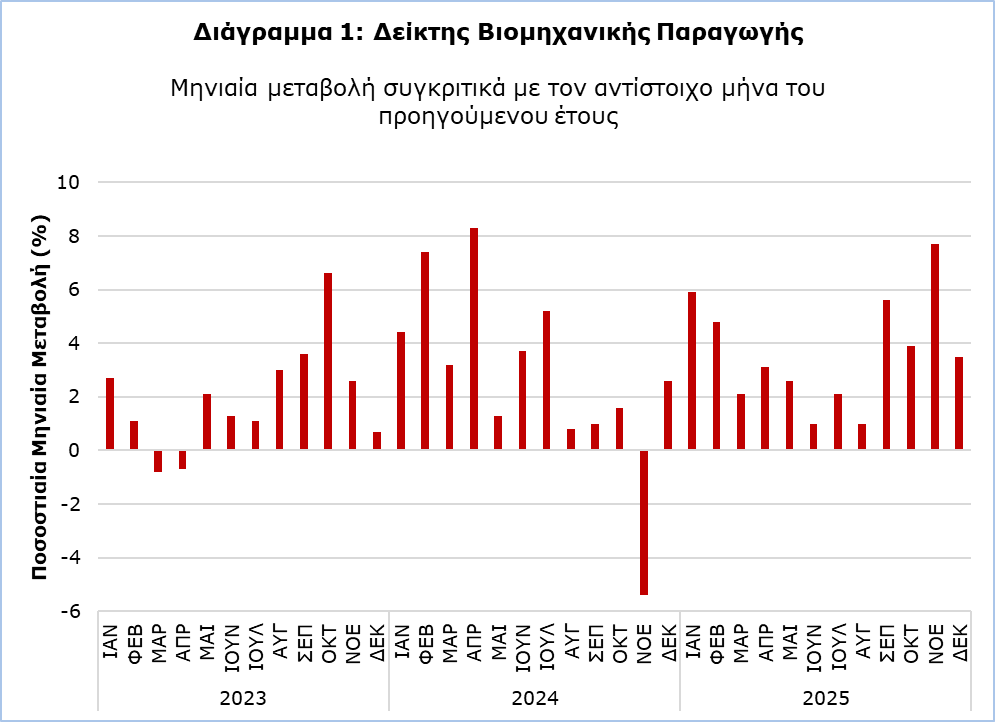 Διάγραμμα 1: Δείκτης Βιομηχανικής Παραγωγής
Μηνιαία μεταβολή συγκριτικά με τον αντίστοιχο μήνα του
προηγούμενου έτους
Ποσοστιαία Μηνιαία Μεταβολή (%)
10
8
6
4
2
0
-2
-4
-6
ΙΑΝ ΦΕΒ ΜΑΡ ΑΠΡ ΜΑΙ ΙΟΥΝ ΙΟΥΛ ΑΥΓ ΣΕΠ ΟΚΤ ΝΟΕ ΔΕΚ ΙΑΝ ΦΕΒ ΜΑΡ ΑΠΡ ΜΑΙ ΙΟΥΝ ΙΟΥΛ ΑΥΓ ΣΕΠ ΟΚΤ ΝΟΕ ΔΕΚ ΙΑΝ ΦΕΒ ΜΑΡ ΑΠΡ ΜΑΙ ΙΟΥΝ ΙΟΥΛ ΑΥΓ ΣΕΠ ΟΚΤ ΝΟΕ ΔΕΚ
2023 2024 2025